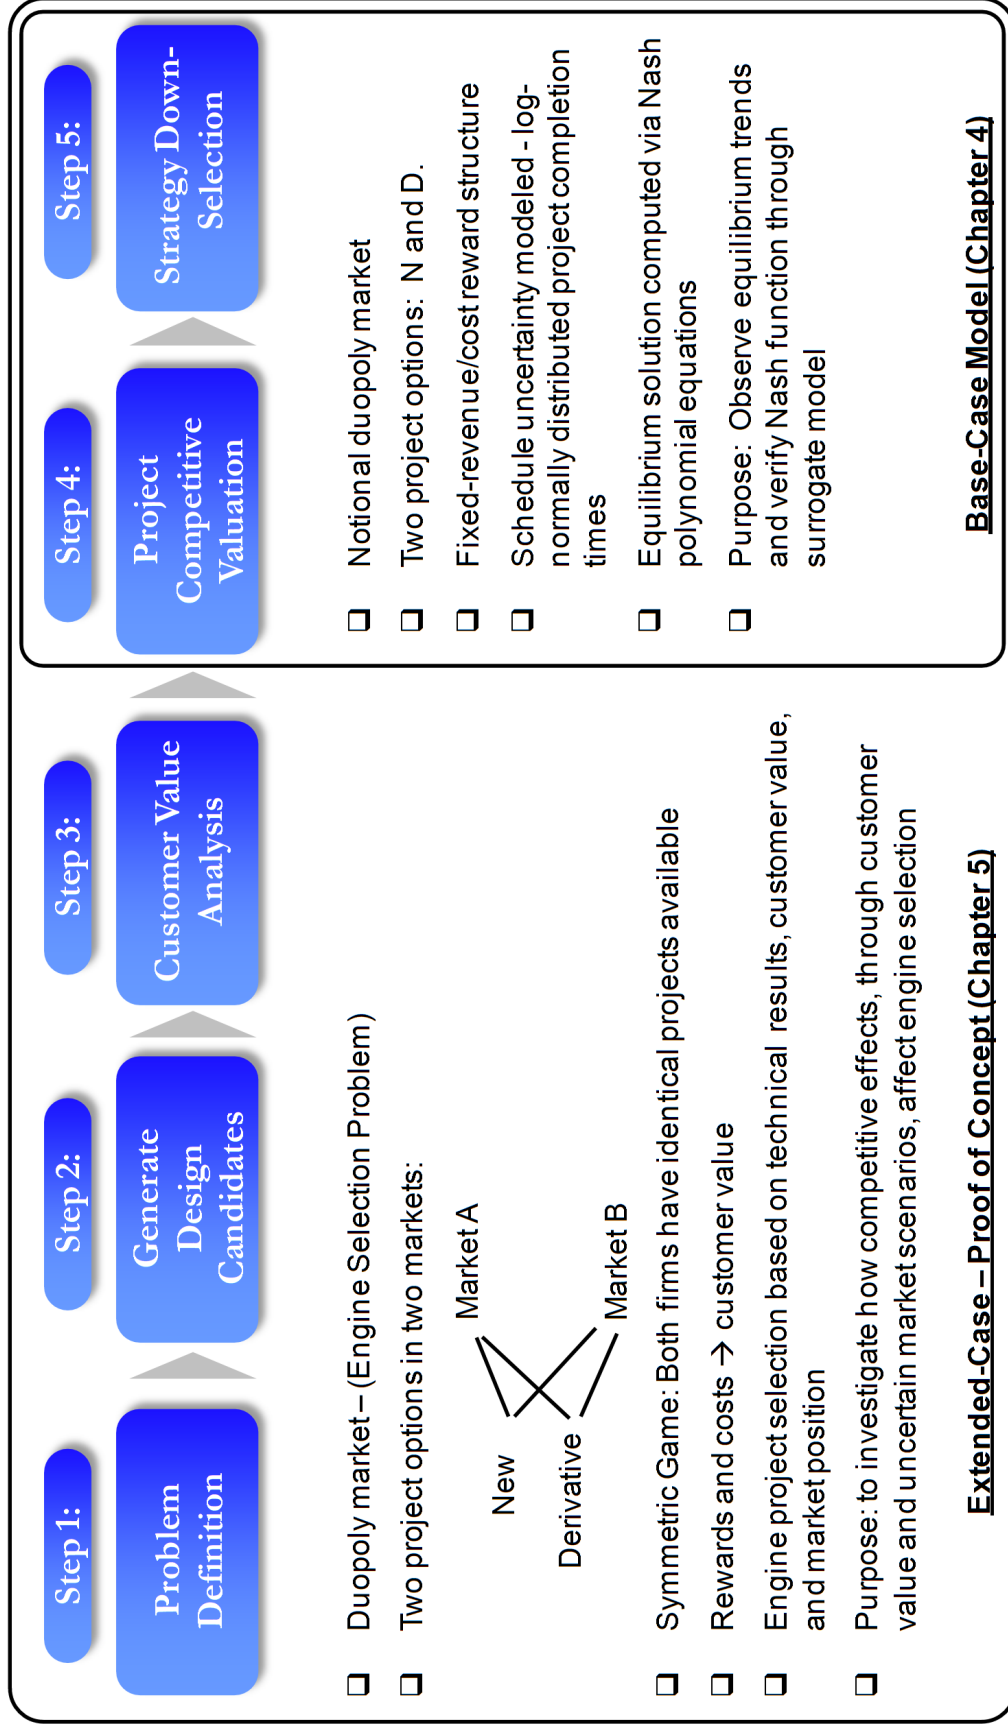 Step 1:
Problem
Definition
Step 2:
Generate
Design
Candidates
Step 3:
Customer Value
Analysis
Step 4:
Project
Competitive
Valuation
Step 5:
Strategy Down-
Selection
Duopoly market – (Engine Selection Problem)
Two project options in two markets:
New
Derivative
Market A
Market B
Symmetric Game: Both firms have identical projects available
Rewards and costs → customer value
Engine project selection based on technical results, customer value,
and market position
Purpose: to investigate how competitive effects, through customer
value and uncertain market scenarios, affect engine selection
Extended-Case – Proof of Concept (Chapter 5)
Notional duopoly market
Two project options: N and D.
Fixed-revenue/cost reward structure
Schedule uncertainty modeled - log-
normally distributed project completion
times
Equilibrium solution computed via Nash
polynomial equations
Purpose: Observe equilibrium trends
and verify Nash function through
surrogate model
Base-Case Model (Chapter 4)